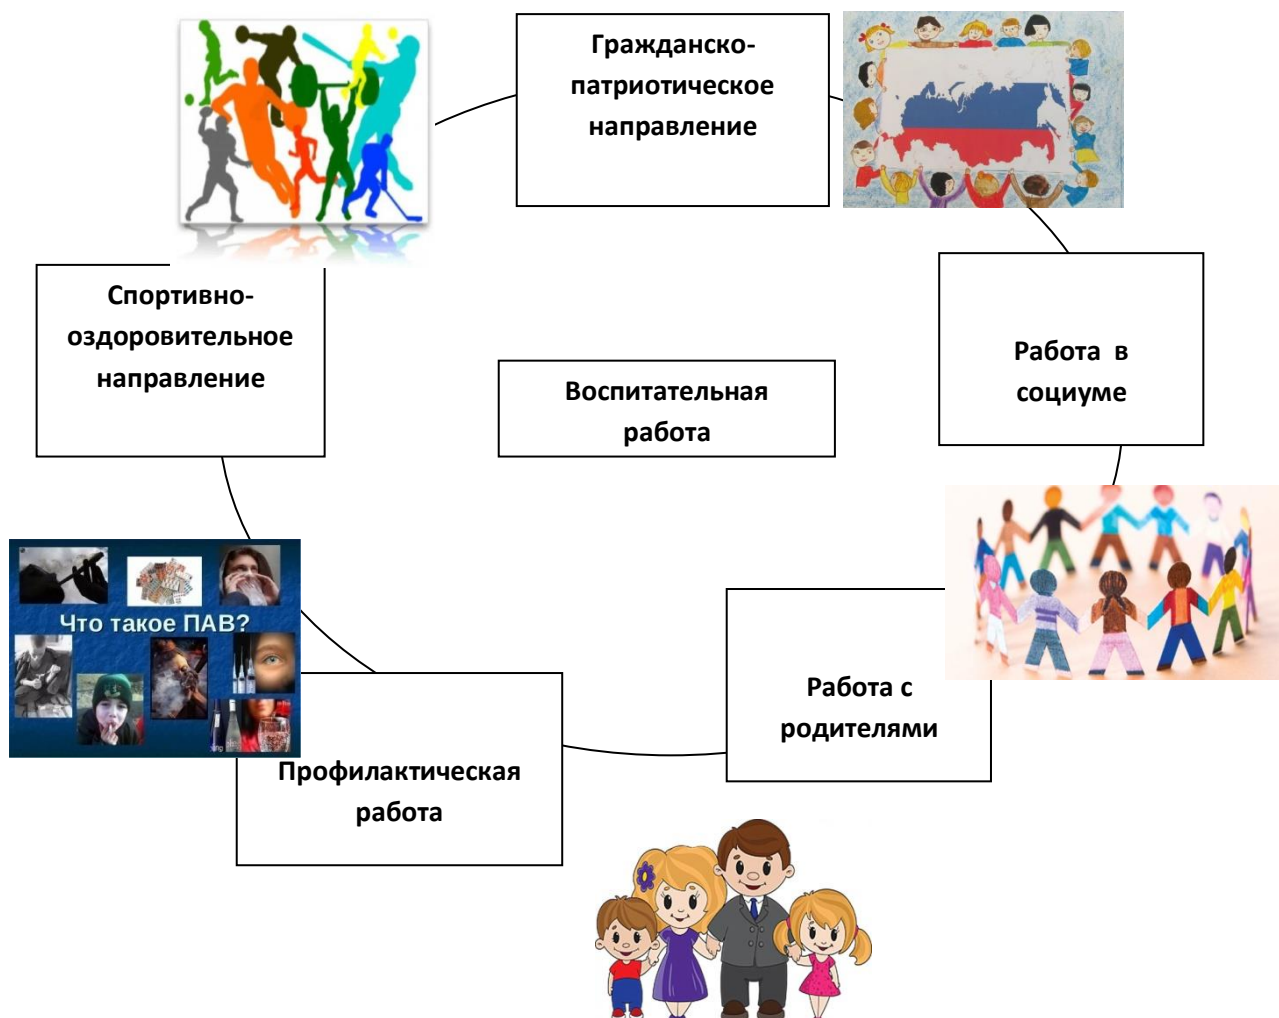 Гражданско-
патриотическое
направление
Спортивно-
оздоровительное
направление
Работа в
социуме
Воспитательная
работа
Что такое ПАВ?
Работа с
родителями
Профилактическая
работа